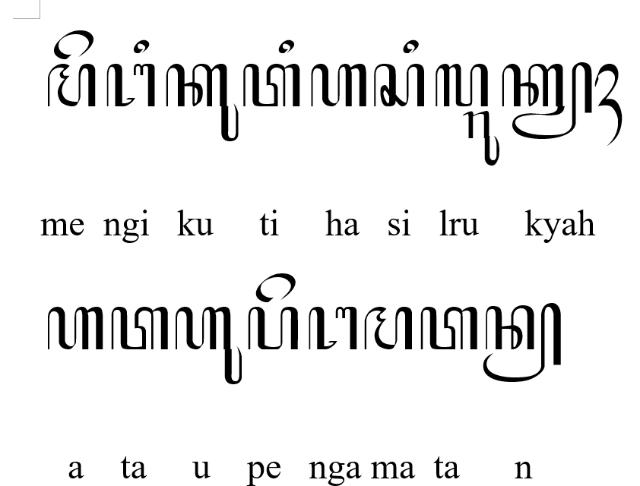 ꦩꦼꦔꦶꦏꦸꦠꦶꦲꦱꦶꦭ꧀ꦫꦸꦏꦾꦃ
me ngi ku ti ha si lru kyah
ꦲꦠꦲꦸꦥꦼꦔꦩꦠꦤ꧀
a ta u pe nga ma ta n